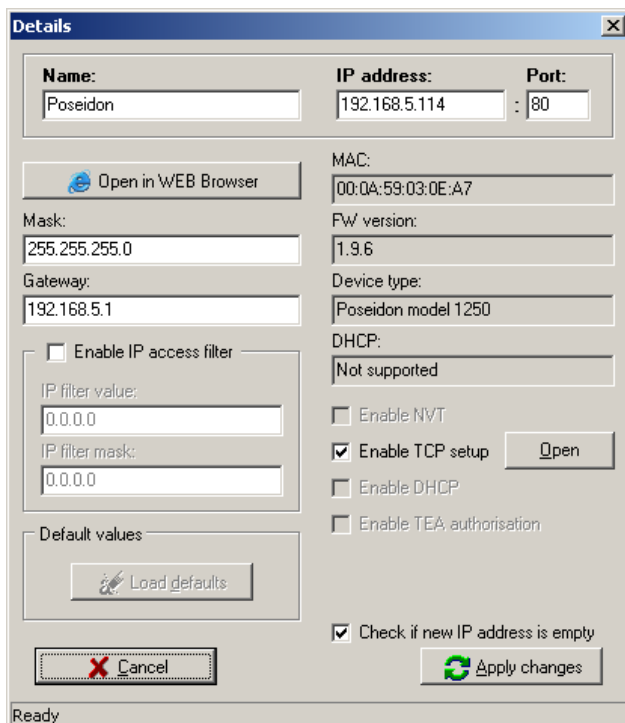 Details
Name: IP address: Port:
Poseidon 192.168.5.114 : 80
Open in WEB Browser
Mask:
255.255.255.0
Gateway:
192.168.5.1
Enable IP access filter
IP filter value:
0.0.0.0
IP filter mask:
0.0.0.0
Default values
Load defaults
MAC:
00:0A:59:03:0E:A7
FW version:
1.9.6
Device type:
Poseidon model 1250
DHCP:
Not supported
Enable NVT
Enable TCP setup Open
Enable DHCP
Enable TEA authorisation
Check if new IP address is empty
Cancel Apply changes
Ready